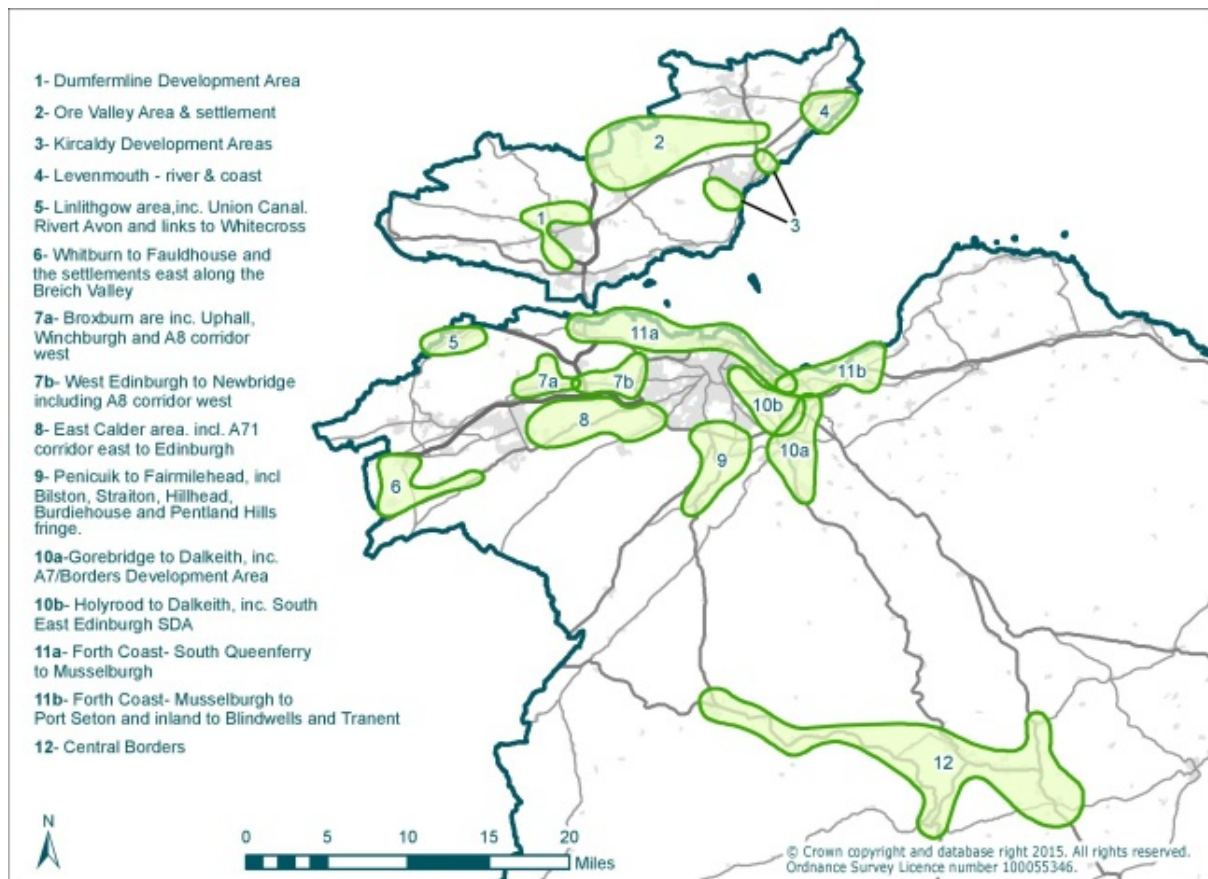 1- Dumfermline Development Area
2- Ore Valley Area & settlement
3- Kircaldy Development Areas
4- Levenmouth - river & coast
5- Linlithgow area,inc. Union Canal.
Rivert Avon and links to Whitecross
6- Whitburn to Fauldhouse and
the settlements east along the
Breich Valley
7a- Broxburn are inc. Uphall,
Winchburgh and A8 corridor
west
7b- West Edinburgh to Newbridge
including A8 corridor west
8- East Calder area. incl. A71
corridor east to Edinburgh
9- Penicuik to Fairmilehead, incl
Bilston, Straiton, Hillhead,
Burdiehouse and Pentland Hills
fringe.
10a-Gorebridge to Dalkeith, inc.
A7/Borders Development Area
10b- Holyrood to Dalkeith, inc. South
East Edinburgh SDA
11a- Forth Coast- South Queenferry
to Musselburgh
11b- Forth Coast- Musselburgh to
Port Seton and inland to Blindwells and Tranent
12- Central Borders
4
2
1
3
11a
5
7a
7b
11b
10b
8
10a
9
6
12
N
0 5 10 15 20
Miles
© Crown copyright and database right 2015. All rights reserved.
Ordnance Survey Licence number 100055346.